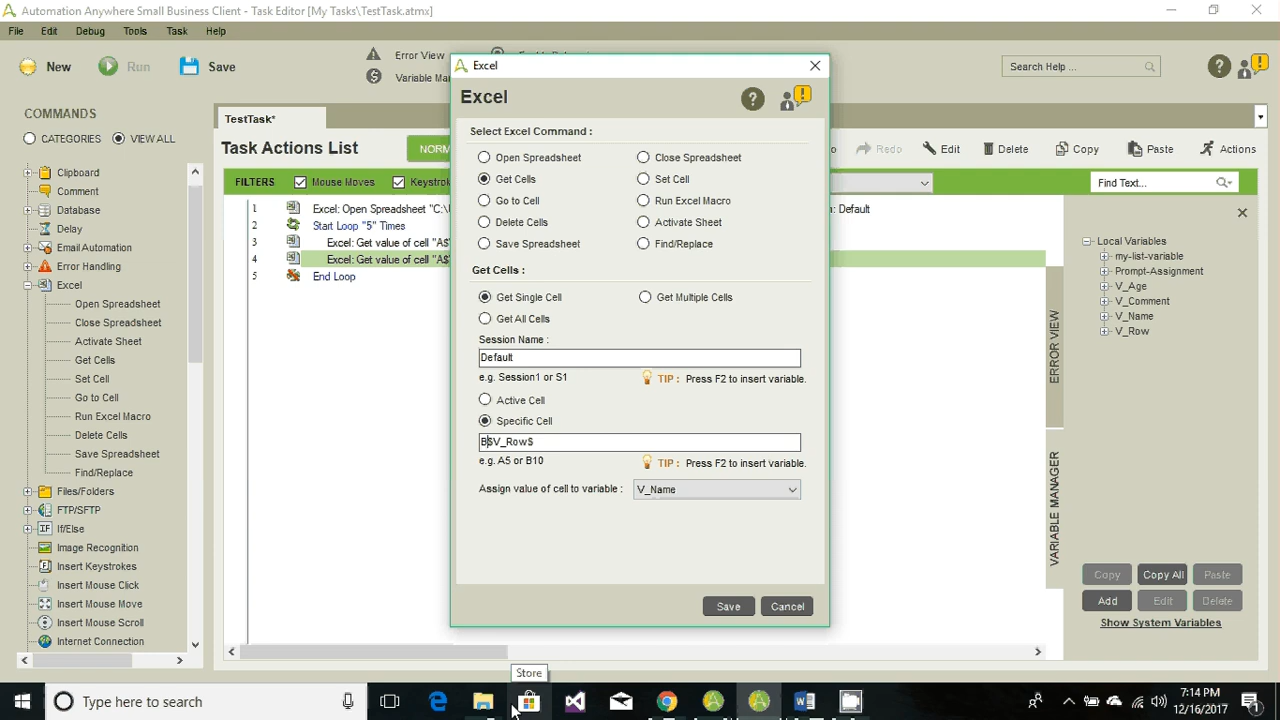 Automation Anywhere Small Business Client - Task Editor [My Tasks\TestTask.atmx]
File Edit Debug Tools Task Help
New Run Save
Error View
Variable Ma
Search Help ...
COMMANDS
CATEGORIES VIEW ALL
Clipboard
Comment
Database
Delay
Email Automation
Error Handling
Excel
Open Spreadsheet
Close Spreadsheet
Activate Sheet
Get Cells
Set Cell
Go to Cell
Run Excel Macro
Delete Cells
Save Spreadsheet
Find/Replace
Files/Folders
FTP/SFTP
If/Else
Image Recognition
Insert Keystrokes
Insert Mouse Click
Insert Mouse Move
Insert Mouse Scroll
Internet Connection
TestTask*
Task Actions List
NORM
Redo Edit Delete Copy Paste Actions
FILTERS Mouse Moves Keystrok
Find Text...
1 Excel: Open Spreadsheet "C:\
n: Default
2 Start Loop "5" Times
3 Excel: Get value of cell "A$
4 Excel: Get value of cell "A$
5 End Loop
Excel
Excel
Select Excel Command :
Open Spreadsheet Close Spreadsheet
Get Cells Set Cell
Go to Cell Run Excel Macro
Delete Cells Activate Sheet
Save Spreadsheet Find/Replace
Get Cells :
Get Single Cell Get Multiple Cells
Get All Cells
Session Name :
Default
e.g. Session1 or S1 TIP : Press F2 to insert variable.
Active Cell
Specific Cell
B$V_Row$
e.g. A5 or B10 TIP : Press F2 to insert variable.
Assign value of cell to variable : V_Name
Save Cancel
ERROR VIEW
VARIABLE MANAGER
Local Variables
my-list-variable
Prompt-Assignment
V_Age
V_Comment
V_Name
V_Row
Copy Copy All Paste
Add Edit Delete
Show System Variables
Store
Type here to search
7:14 PM
12/16/2017
1